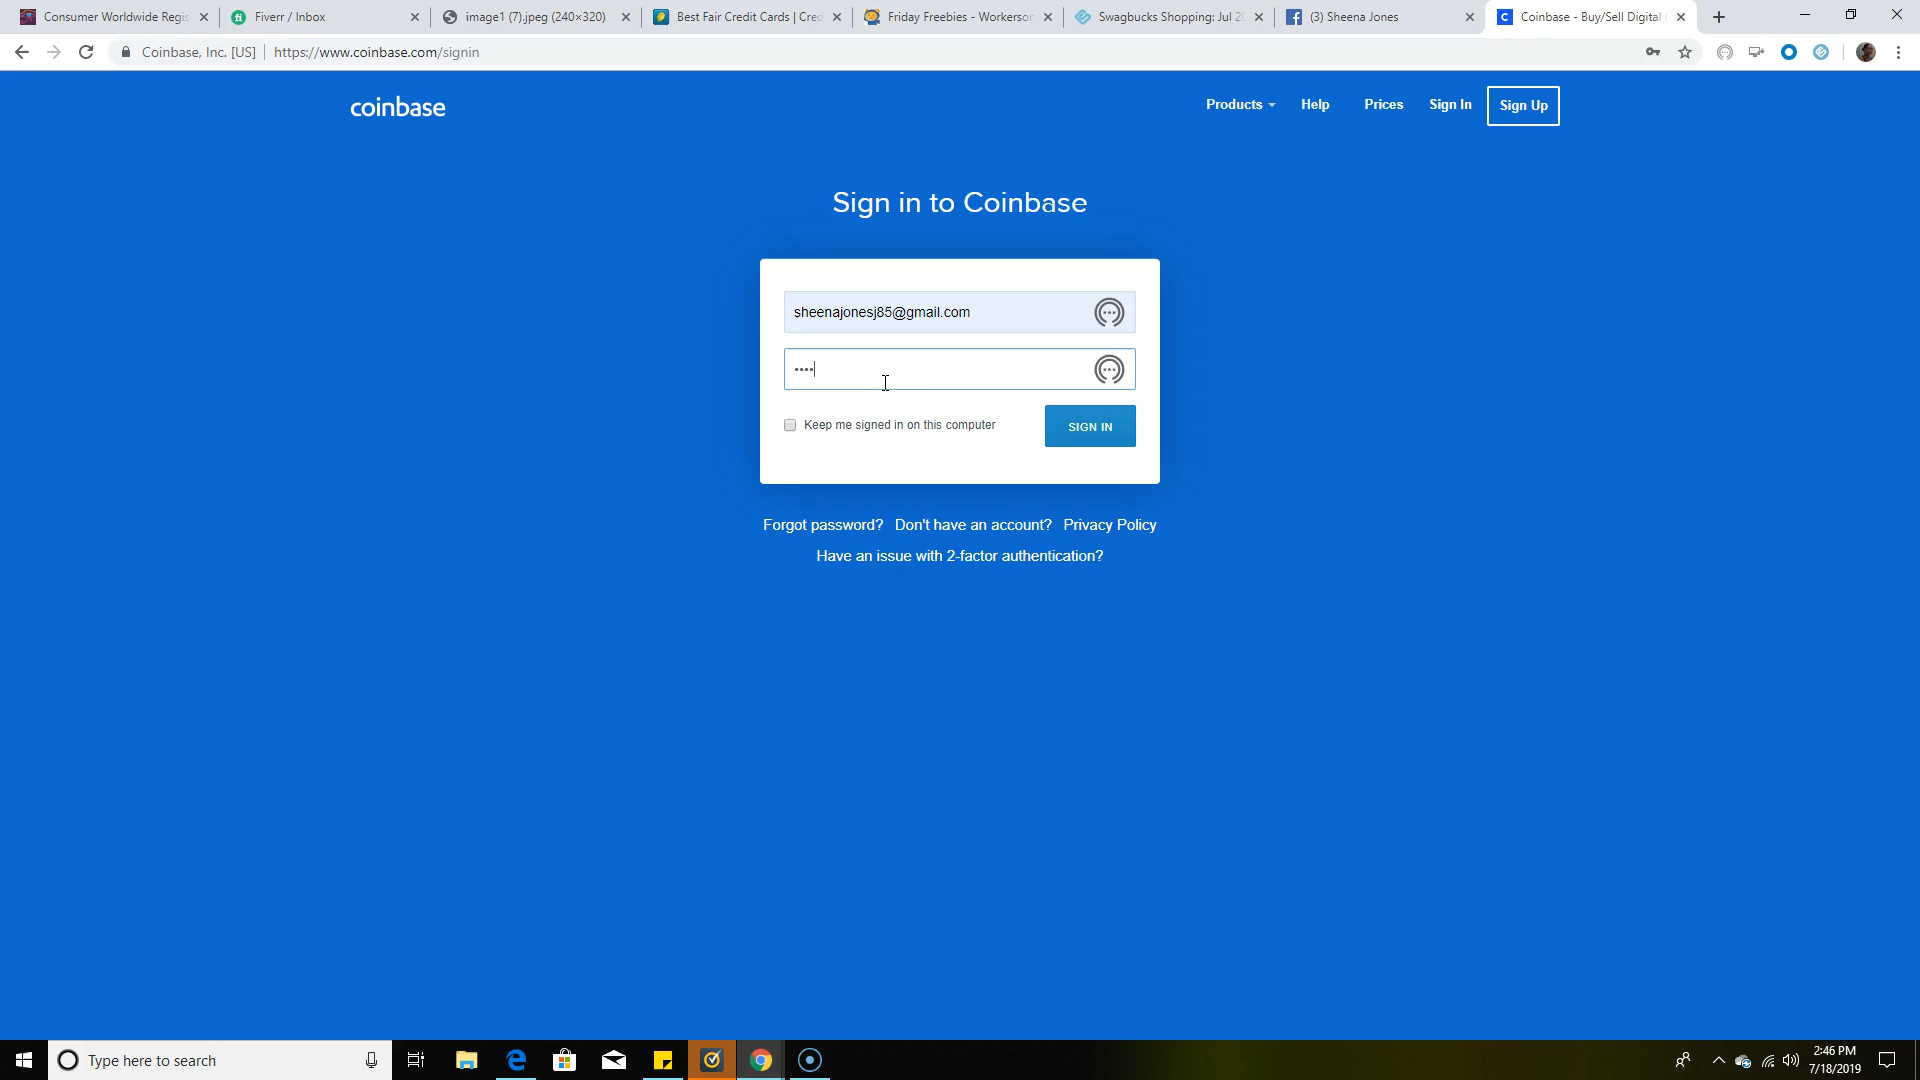 Consumer Worldwide Regis
Fiverr / Inbox
image1 (7).jpeg (240×320)
Best Fair Credit Cards | Cred
Friday Freebies - Workerson
Swagbucks Shopping: Jul 20
(3) Sheena Jones
Coinbase - Buy/Sell Digital
Coinbase, Inc. [US]
https://www.coinbase.com/signin
coinbase
Products
Help
Prices
Sign In
Sign Up
Sign in to Coinbase
sheenajonesj85@gmail.com
••••
Keep me signed in on this computer
SIGN IN
Forgot password?
Don't have an account?
Privacy Policy
Have an issue with 2-factor authentication?
Type here to search
2:46 PM
7/18/2019